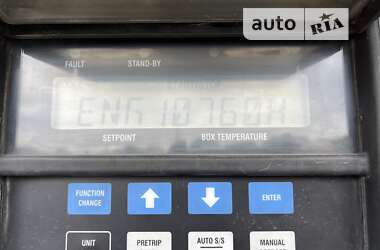 auto RIA
FAULT STAND-BY
ENG 10760H
SETPOINT BOX TEMPERATURE
FUNCTION CHANGE
ENTER
UNIT PRETRIP AUTO S/S MANUAL